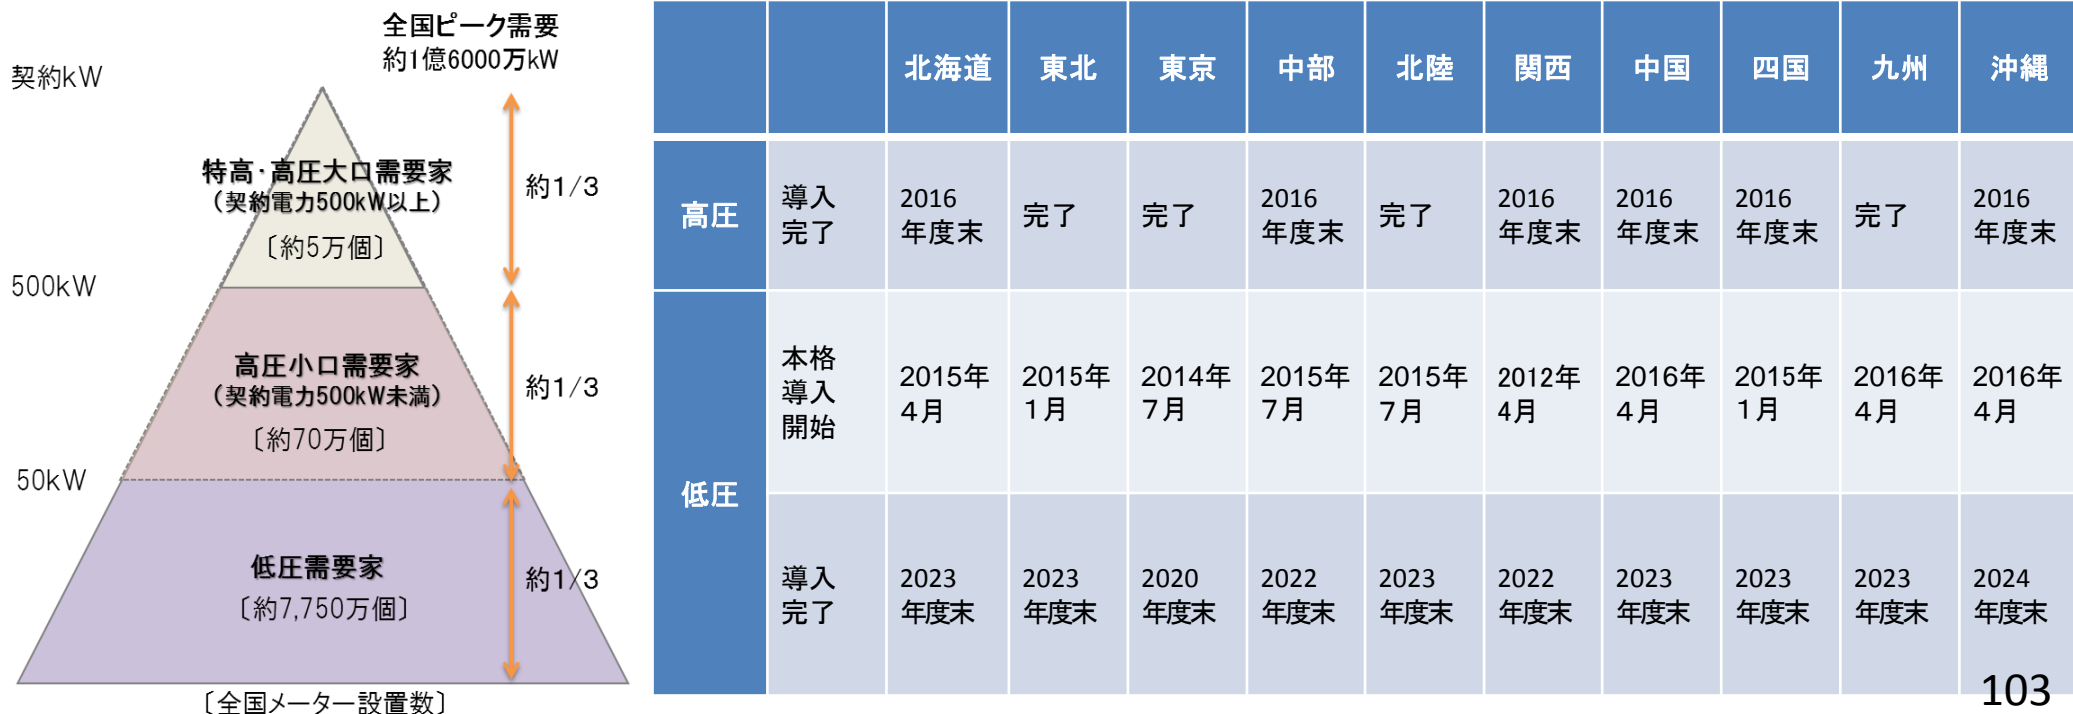 全国ピーク需要
約1億6000万kW
契約kW
特高・高圧大口需要家
（契約電力500kW以上）
〔約5万個〕
約1/3
500kW
高圧小口需要家
（契約電力500kW未満）
〔約70万個〕
約1/3
50kW
低圧需要家
〔約7,750万個〕
約1/3
〔全国メーター設置数〕
北海道 東北 東京 中部 北陸 関西 中国 四国 九州 沖縄
高圧
導入
完了
2016
年度末
完了
完了
2016
年度末
完了
2016
年度末
2016
年度末
2016
年度末
完了
2016
年度末
低圧
本格
導入
開始
2015年
4月
2015年
1月
2014年
7月
2015年
7月
2015年
7月
2012年
4月
2016年
4月
2015年
1月
2016年
4月
2016年
4月
導入
完了
2023
年度末
2023
年度末
2020
年度末
2022
年度末
2023
年度末
2022
年度末
2023
年度末
2023
年度末
2023
年度末
2024
年度末
103